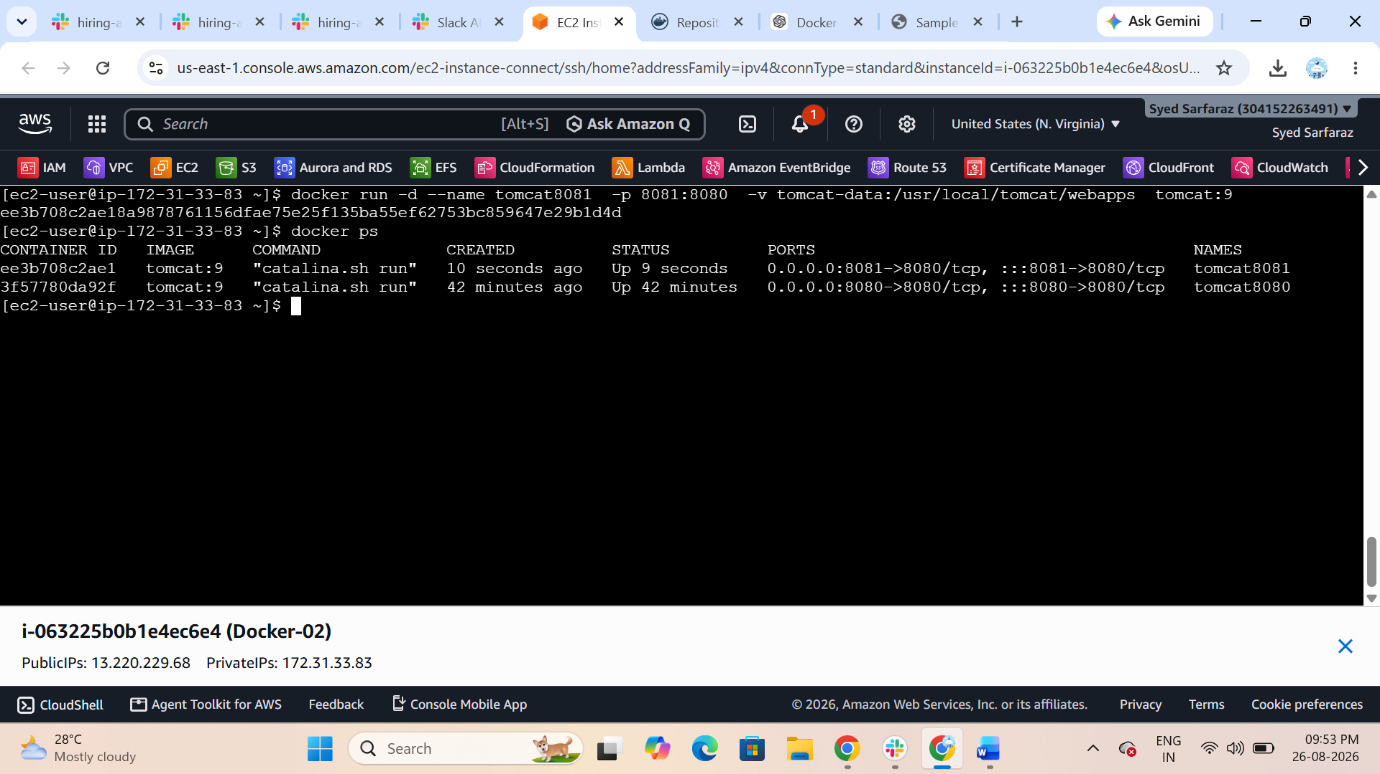 hiring-a
hiring-a
hiring-a
Slack A
EC2 Ins
Reposit
Docker
Sample
Ask Gemini
us-east-1.console.aws.amazon.com/ec2-instance-connect/ssh/home?addressFamily=ipv4&connType=standard&instanceId=i-063225b0b1e4ec6e4&osU...
aws
Search [Alt+S] Ask Amazon Q
1
United States (N. Virginia) ▼
Syed Sarfaraz (304152263491) ▼
Syed Sarfaraz
IAM VPC EC2 S3 Aurora and RDS EFS CloudFormation Lambda Amazon EventBridge Route 53 Certificate Manager CloudFront CloudWatch
[ec2-user@ip-172-31-33-83 ~]$ docker run -d --name tomcat8081  -p 8081:8080  -v tomcat-data:/usr/local/tomcat/webapps  tomcat:9
ee3b708c2ae18a9878761156dfae75e25f135ba55ef62753bc859647e29b1d4d
[ec2-user@ip-172-31-33-83 ~]$ docker ps
CONTAINER ID   IMAGE      COMMAND             CREATED          STATUS          PORTS                                       NAMES
ee3b708c2ae1   tomcat:9   "catalina.sh run"   10 seconds ago   Up 9 seconds    0.0.0.0:8081->8080/tcp, :::8081->8080/tcp   tomcat8081
3f57780da92f   tomcat:9   "catalina.sh run"   42 minutes ago   Up 42 minutes   0.0.0.0:8080->8080/tcp, :::8080->8080/tcp   tomcat8080
[ec2-user@ip-172-31-33-83 ~]$
i-063225b0b1e4ec6e4 (Docker-02)
PublicIPs: 13.220.229.68 PrivateIPs: 172.31.33.83
CloudShell Agent Toolkit for AWS Feedback Console Mobile App © 2026, Amazon Web Services, Inc. or its affiliates. Privacy Terms Cookie preferences
28°C
Mostly cloudy
Search
ENG
IN
09:53 PM
26-08-2026